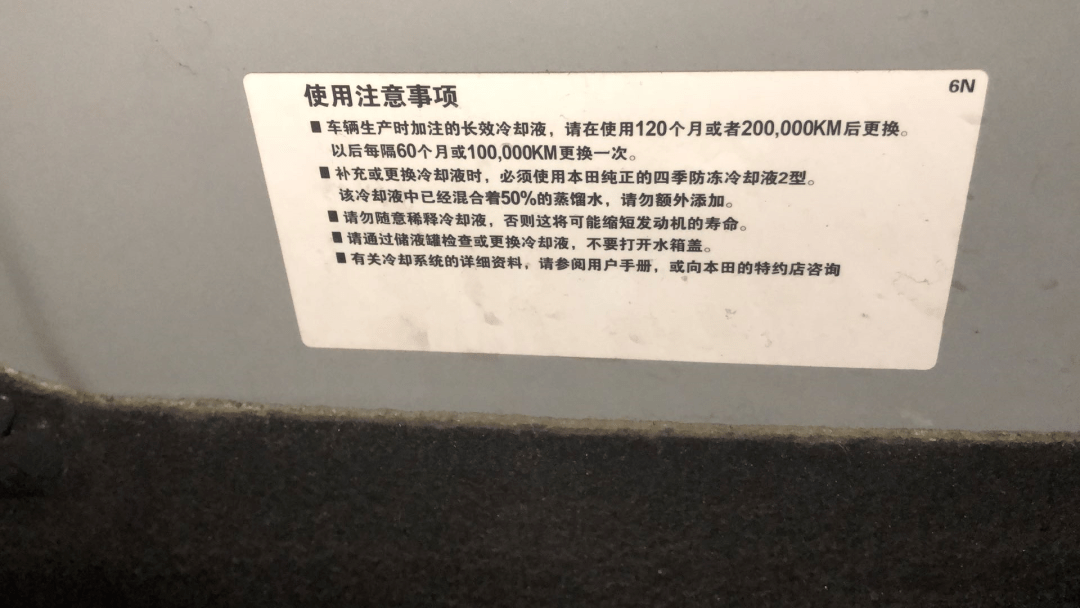 6N
使用注意事项
■ 车辆生产时加注的长效冷却液，请在使用120个月或者200,000KM后更换。
以后每隔60个月或100,000KM更换一次。
■ 补充或更换冷却液时，必须使用本田纯正的四季防冻冷却液2型。
该冷却液中已经混合着50%的蒸馏水，请勿额外添加。
■ 请勿随意稀释冷却液，否则这将可能缩短发动机的寿命。
■ 请通过储液罐检查或更换冷却液，不要打开水箱盖。
■ 有关冷却系统的详细资料，请参阅用户手册，或向本田的特约店咨询